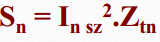 Sₙ = Iₙ ₛz².Zₜₙ